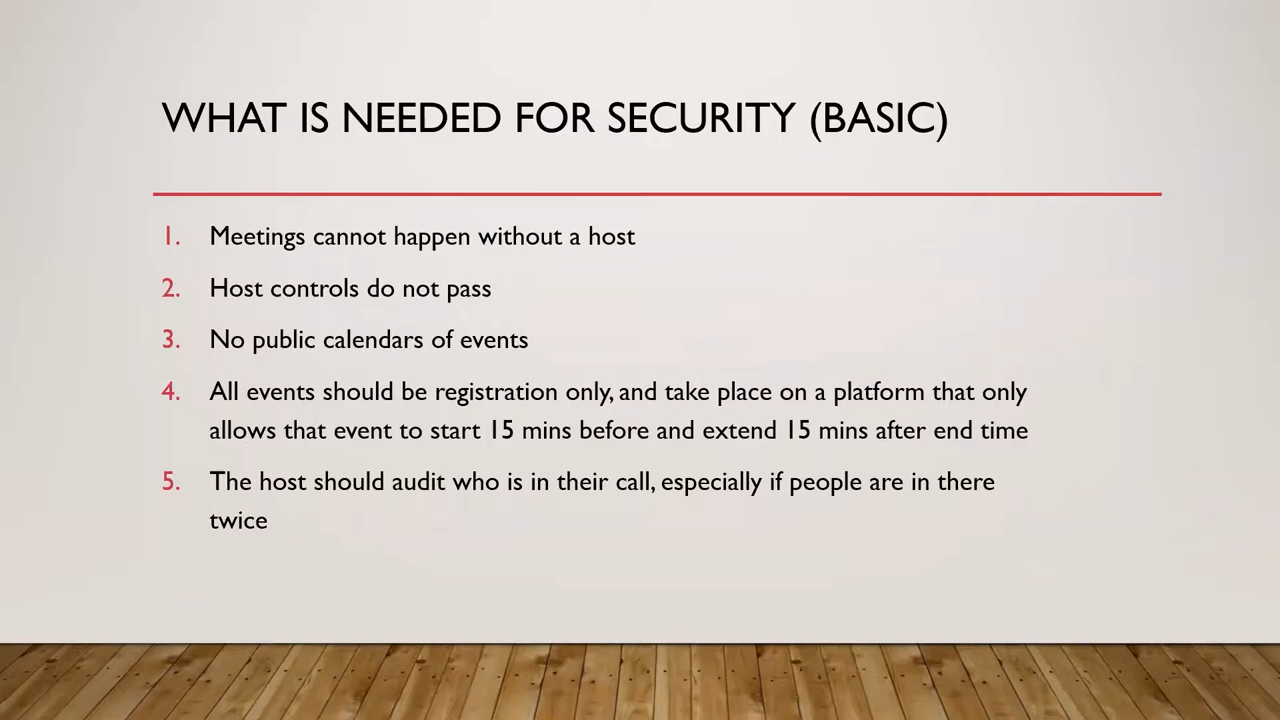 WHAT IS NEEDED FOR SECURITY (BASIC)
1. Meetings cannot happen without a host
2. Host controls do not pass
3. No public calendars of events
4. All events should be registration only, and take place on a platform that only
allows that event to start 15 mins before and extend 15 mins after end time
5. The host should audit who is in their call, especially if people are in there
twice